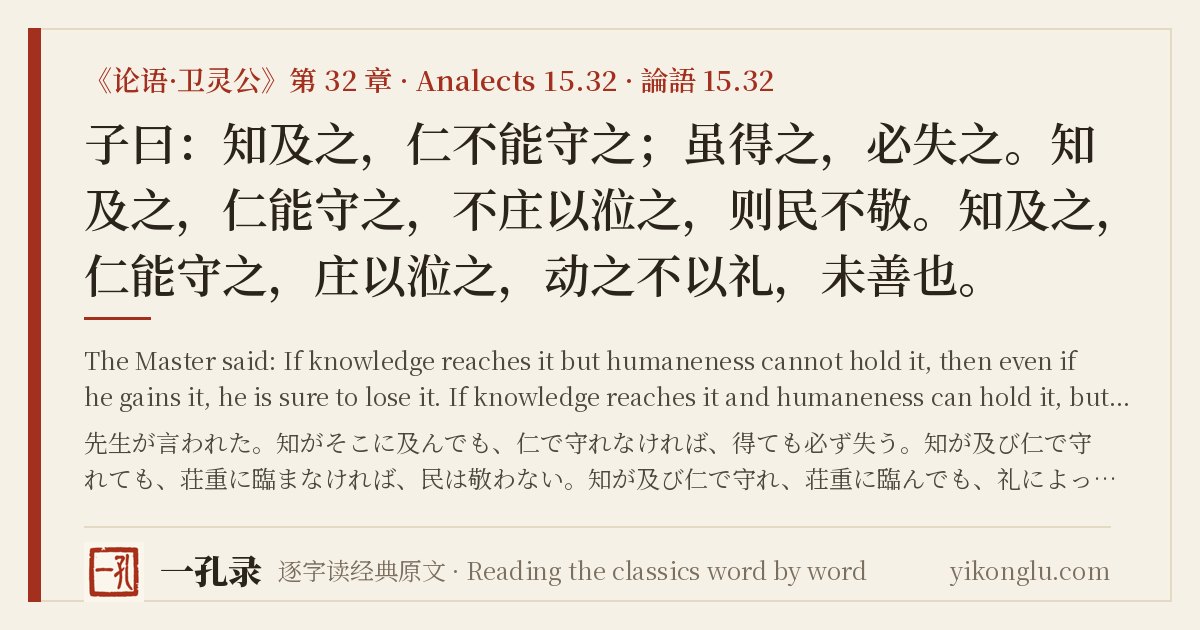 《论语·卫灵公》第 32 章 · Analects 15.32 · 論語 15.32
子曰：知及之，仁不能守之；虽得之，必失之。知
及之，仁能守之，不庄以涖之，则民不敬。知及之，
仁能守之，庄以涖之，动之不以礼，未善也。
The Master said: If knowledge reaches it but humaneness cannot hold it, then even if
he gains it, he is sure to lose it. If knowledge reaches it and humaneness can hold it, but...
先生が言われた。知がそこに及んでも、仁で守れなければ、得ても必ず失う。知が及び仁で守
れても、荘重に臨まなければ、民は敬わない。知が及び仁で守れ、荘重に臨んでも、礼によっ…
一孔
一孔录 逐字读经典原文 · Reading the classics word by word yikonglu.com